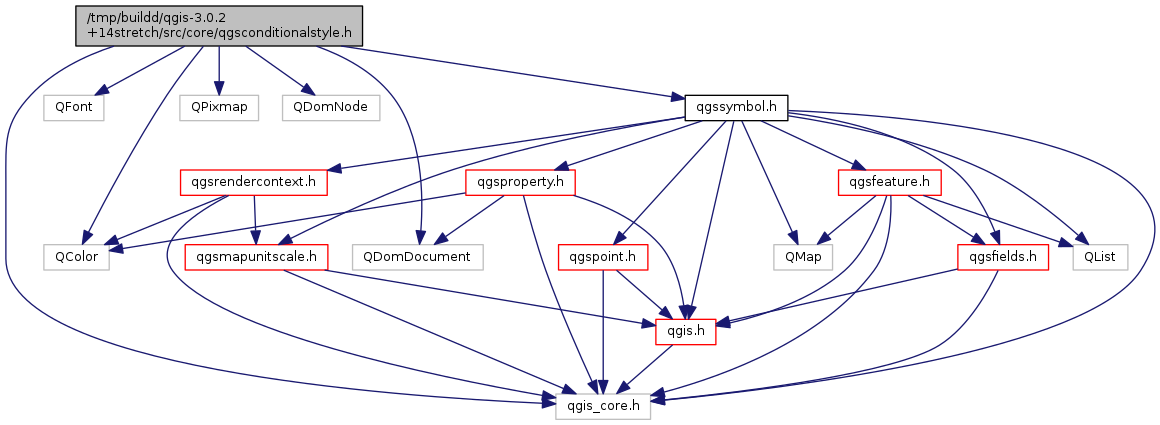 /tmp/buildd/qgis-3.0.2
+14stretch/src/core/qgsconditionalstyle.h
QFont
QPixmap
QDomNode
qgssymbol.h
qgsrendercontext.h
qgsproperty.h
qgsfeature.h
QColor
qgsmapunitscale.h
QDomDocument
qgspoint.h
QMap
qgsfields.h
QList
qgis.h
qgis_core.h